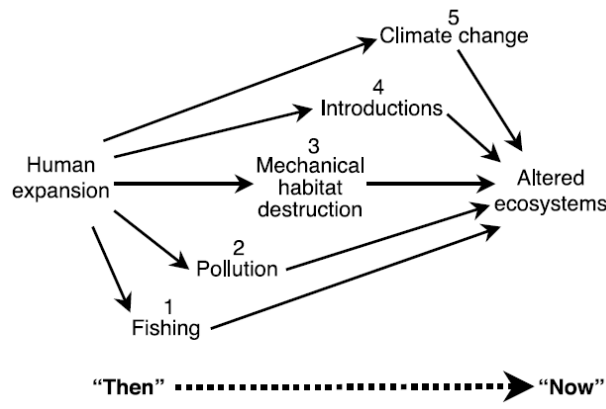 5
Climate change
4
Introductions
3
Mechanical
habitat
destruction
Human
expansion
Altered
ecosystems
2
Pollution
1
Fishing
“Then”
“Now”